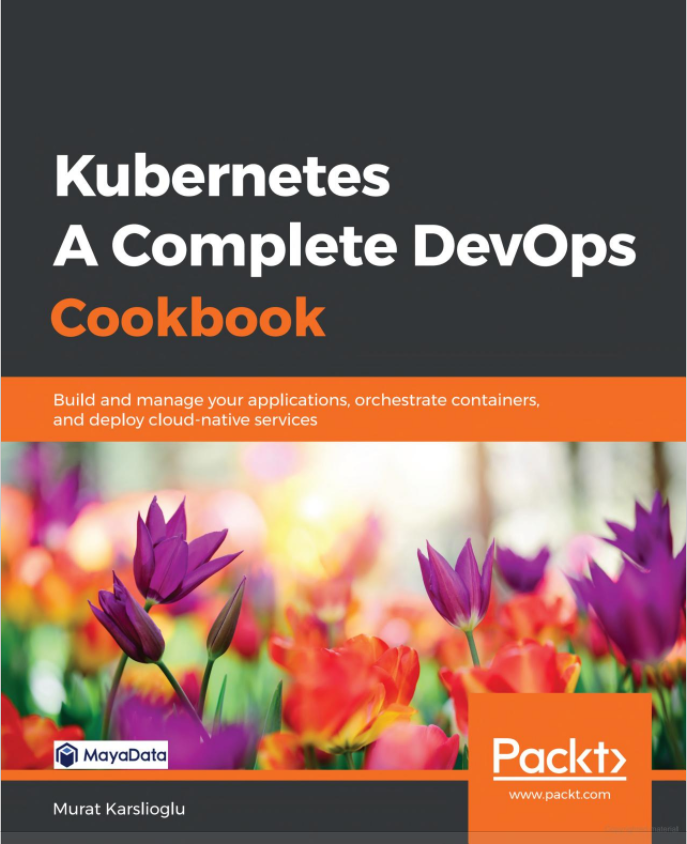 Kubernetes
A Complete DevOps
Cookbook
Build and manage your applications, orchestrate containers,
and deploy cloud-native services
MayaData
Packt>
www.packt.com
Murat Karslioglu